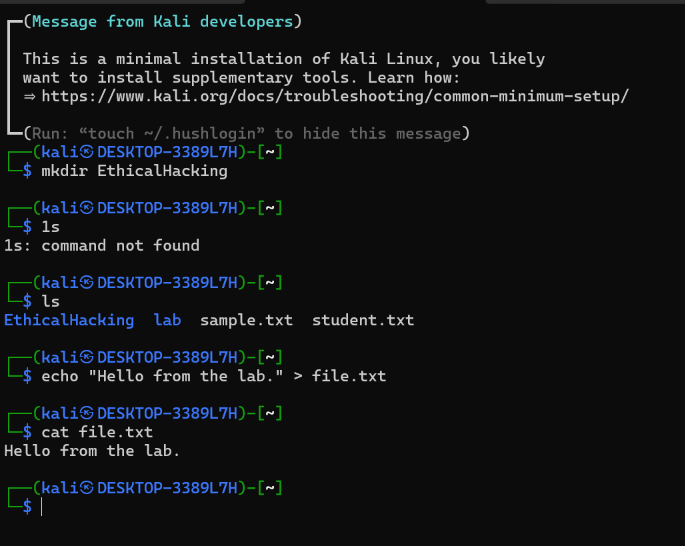 (Message from Kali developers)
This is a minimal installation of Kali Linux, you likely
want to install supplementary tools. Learn how:
⇒ https://www.kali.org/docs/troubleshooting/common-minimum-setup/
(Run: “touch ~/.hushlogin” to hide this message)
┌──(kali㉿DESKTOP-3389L7H)-[~]
└─$ mkdir EthicalHacking
┌──(kali㉿DESKTOP-3389L7H)-[~]
└─$ 1s
1s: command not found
┌──(kali㉿DESKTOP-3389L7H)-[~]
└─$ ls
EthicalHacking  lab  sample.txt  student.txt
┌──(kali㉿DESKTOP-3389L7H)-[~]
└─$ echo "Hello from the lab." > file.txt
┌──(kali㉿DESKTOP-3389L7H)-[~]
└─$ cat file.txt
Hello from the lab.
┌──(kali㉿DESKTOP-3389L7H)-[~]
└─$